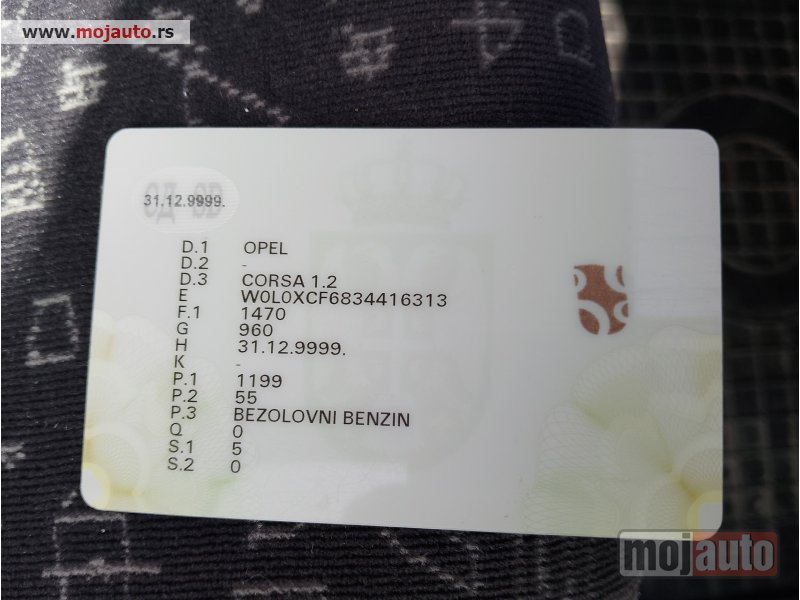 www.mojauto.rs
31.12.9999.
D.1 OPEL
D.2 -
D.3 CORSA 1.2
E W0L0XCF6834416313
F.1 1470
G 960
H 31.12.9999.
K -
P.1 1199
P.2 55
P.3 BEZOLOVNI BENZIN
Q 0
S.1 5
S.2 0
mojauto